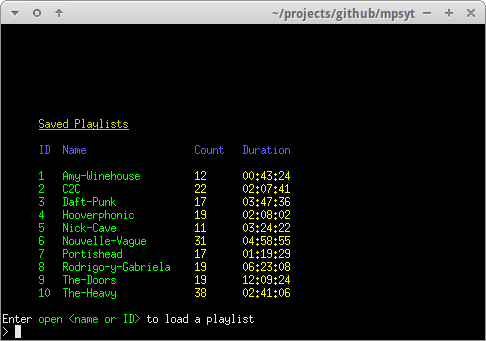 ~/projects/github/mpsyt
Saved Playlists
ID Name Count Duration
1 Amy-Winehouse 12 00:43:24
2 C2C 22 02:07:41
3 Daft-Punk 17 03:47:36
4 Hooverphonic 19 02:08:02
5 Nick-Cave 11 03:24:22
6 Nouvelle-Vague 31 04:58:55
7 Portishead 17 01:19:29
8 Rodrigo-y-Gabriela 19 06:23:08
9 The-Doors 19 12:09:24
10 The-Heavy 38 02:41:06
Enter open <name or ID> to load a playlist
>